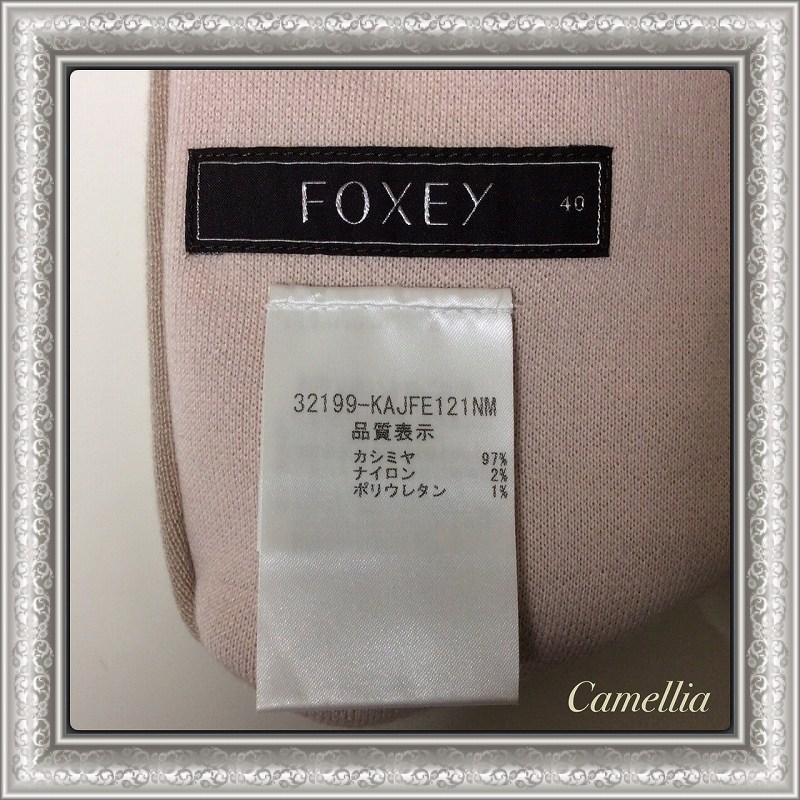 FOXEY 40
32199-KAJFE121NM
品質表示
カシミヤ 97%
ナイロン 2%
ポリウレタン 1%
Camellia